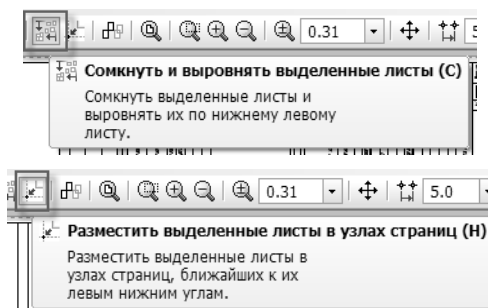 0.31
Сомкнуть и выровнять выделенные листы (C)
Сомкнуть выделенные листы и
выровнять их по нижнему левому
листу.
0.31 5.0
Разместить выделенные листы в узлах страниц (H)
Разместить выделенные листы в
узлах страниц, ближайших к их
левым нижним углам.